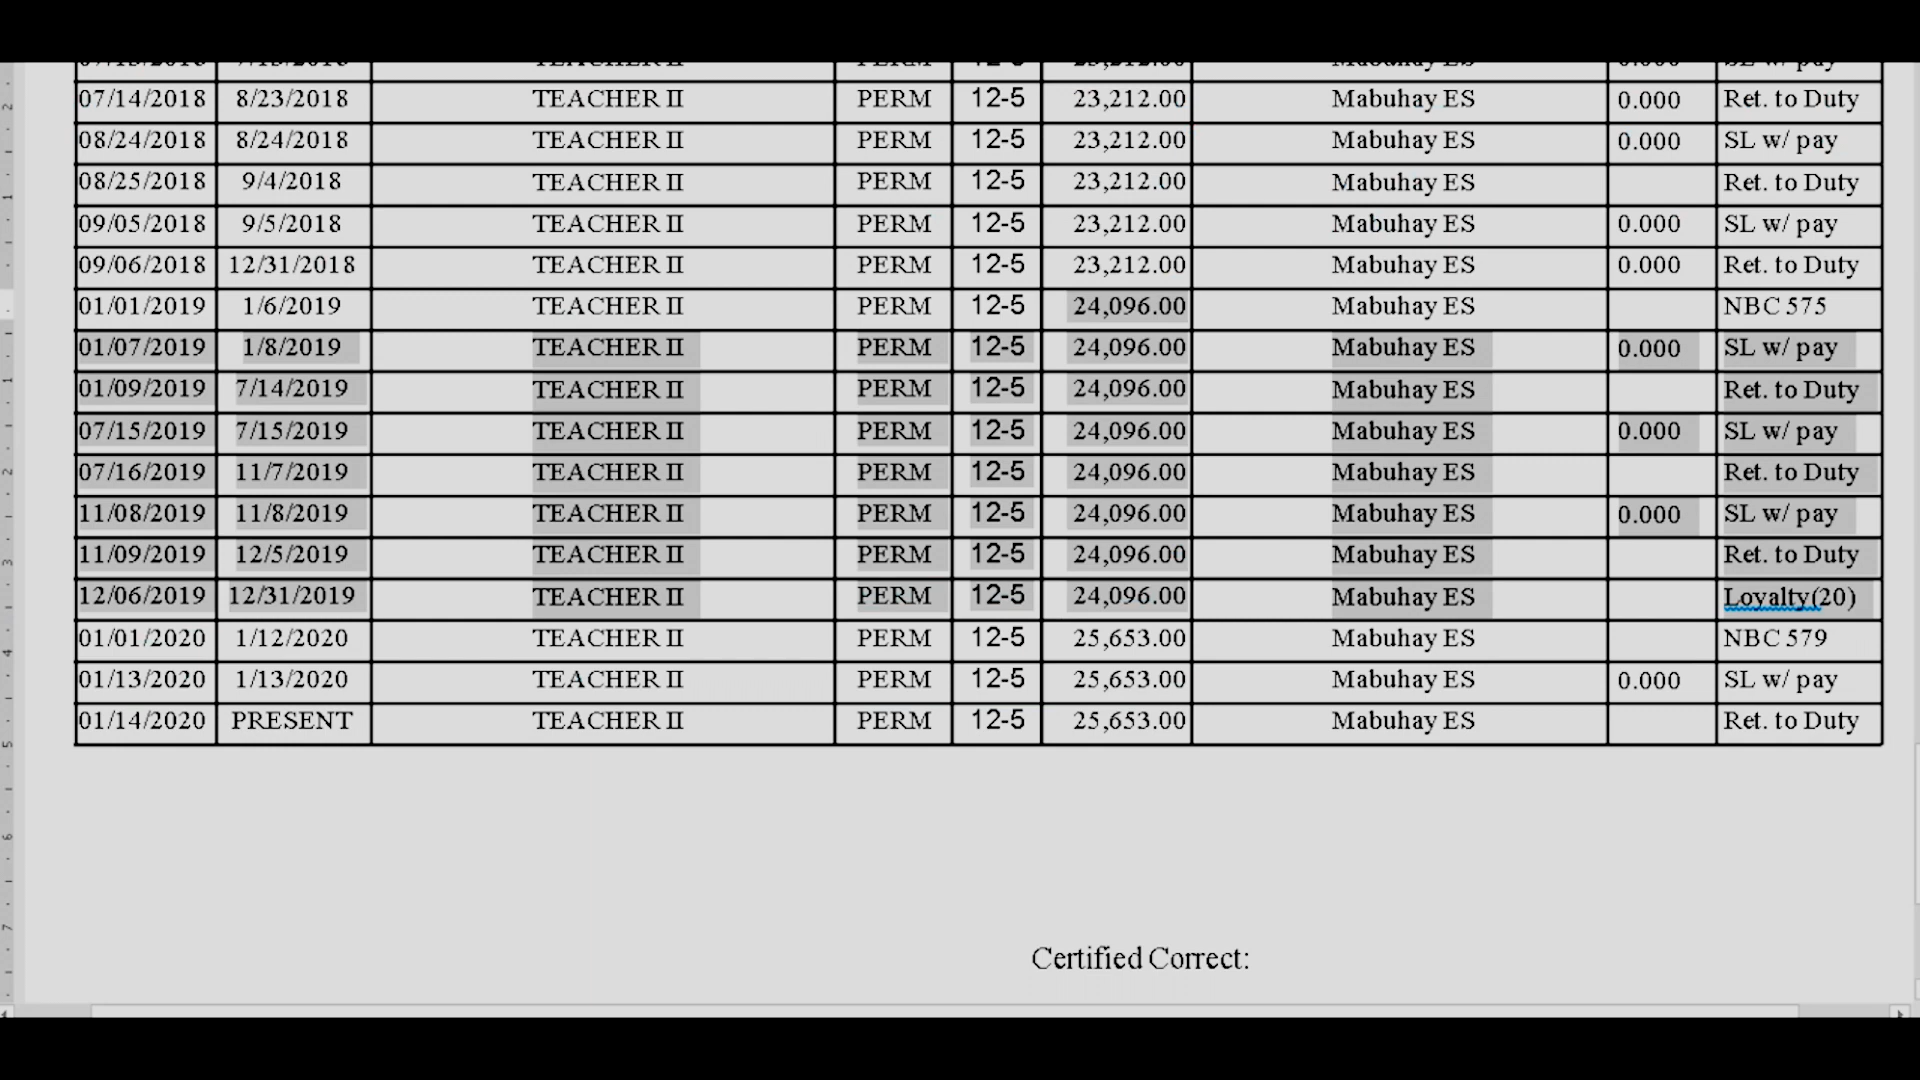 07/14/2018 8/23/2018 TEACHER II PERM 12-5 23,212.00 Mabuhay ES 0.000 Ret. to Duty
08/24/2018 8/24/2018 TEACHER II PERM 12-5 23,212.00 Mabuhay ES 0.000 SL w/ pay
08/25/2018 9/4/2018 TEACHER II PERM 12-5 23,212.00 Mabuhay ES Ret. to Duty
09/05/2018 9/5/2018 TEACHER II PERM 12-5 23,212.00 Mabuhay ES 0.000 SL w/ pay
09/06/2018 12/31/2018 TEACHER II PERM 12-5 23,212.00 Mabuhay ES 0.000 Ret. to Duty
01/01/2019 1/6/2019 TEACHER II PERM 12-5 24,096.00 Mabuhay ES NBC 575
01/07/2019 1/8/2019 TEACHER II PERM 12-5 24,096.00 Mabuhay ES 0.000 SL w/ pay
01/09/2019 7/14/2019 TEACHER II PERM 12-5 24,096.00 Mabuhay ES Ret. to Duty
07/15/2019 7/15/2019 TEACHER II PERM 12-5 24,096.00 Mabuhay ES 0.000 SL w/ pay
07/16/2019 11/7/2019 TEACHER II PERM 12-5 24,096.00 Mabuhay ES Ret. to Duty
11/08/2019 11/8/2019 TEACHER II PERM 12-5 24,096.00 Mabuhay ES 0.000 SL w/ pay
11/09/2019 12/5/2019 TEACHER II PERM 12-5 24,096.00 Mabuhay ES Ret. to Duty
12/06/2019 12/31/2019 TEACHER II PERM 12-5 24,096.00 Mabuhay ES Loyalty(20)
01/01/2020 1/12/2020 TEACHER II PERM 12-5 25,653.00 Mabuhay ES NBC 579
01/13/2020 1/13/2020 TEACHER II PERM 12-5 25,653.00 Mabuhay ES 0.000 SL w/ pay
01/14/2020 PRESENT TEACHER II PERM 12-5 25,653.00 Mabuhay ES Ret. to Duty
Certified Correct: